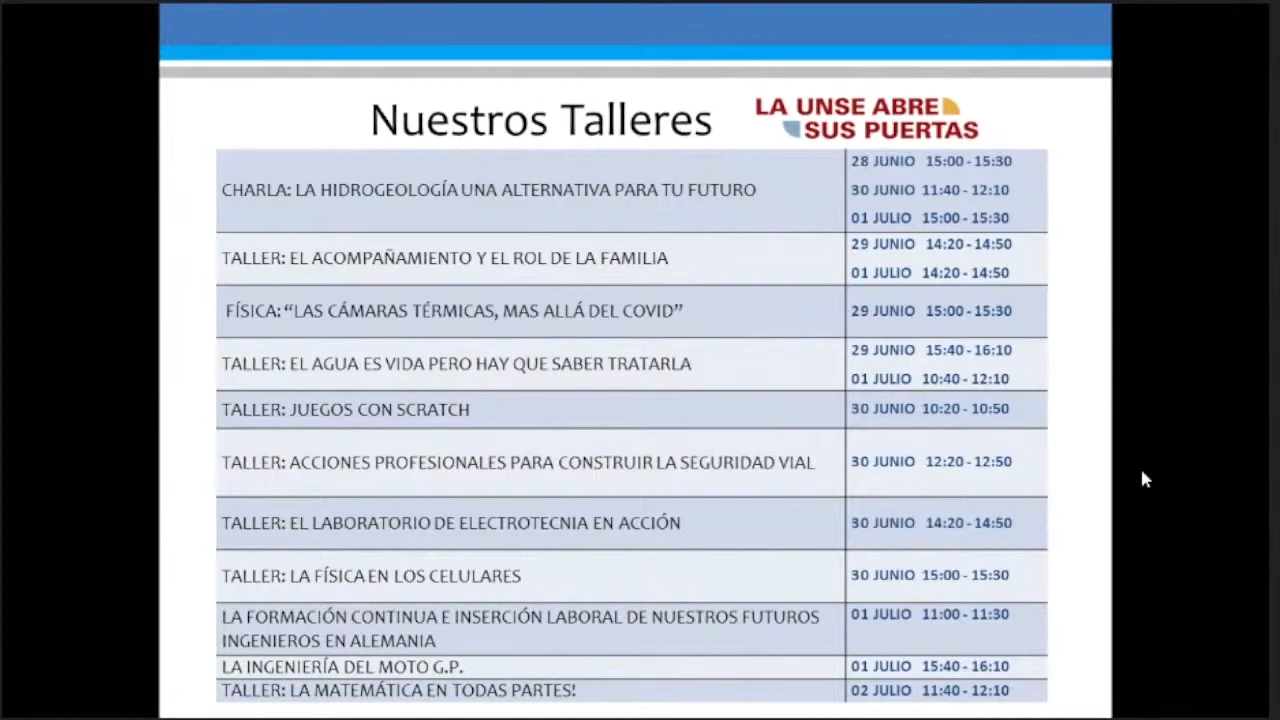 Nuestros Talleres
LA UNSE ABRE
SUS PUERTAS
CHARLA: LA HIDROGEOLOGÍA UNA ALTERNATIVA PARA TU FUTURO
28 JUNIO 15:00 - 15:30
30 JUNIO 11:40 - 12:10
01 JULIO 15:00 - 15:30
TALLER: EL ACOMPAÑAMIENTO Y EL ROL DE LA FAMILIA
29 JUNIO 14:20 - 14:50
01 JULIO 14:20 - 14:50
FÍSICA: “LAS CÁMARAS TÉRMICAS, MAS ALLÁ DEL COVID”
29 JUNIO 15:00 - 15:30
TALLER: EL AGUA ES VIDA PERO HAY QUE SABER TRATARLA
29 JUNIO 15:40 - 16:10
01 JULIO 10:40 - 12:10
TALLER: JUEGOS CON SCRATCH
30 JUNIO 10:20 - 10:50
TALLER: ACCIONES PROFESIONALES PARA CONSTRUIR LA SEGURIDAD VIAL
30 JUNIO 12:20 - 12:50
TALLER: EL LABORATORIO DE ELECTROTECNIA EN ACCIÓN
30 JUNIO 14:20 - 14:50
TALLER: LA FÍSICA EN LOS CELULARES
30 JUNIO 15:00 - 15:30
LA FORMACIÓN CONTINUA E INSERCIÓN LABORAL DE NUESTROS FUTUROS
INGENIEROS EN ALEMANIA
01 JULIO 11:00 - 11:30
LA INGENIERÍA DEL MOTO G.P.
01 JULIO 15:40 - 16:10
TALLER: LA MATEMÁTICA EN TODAS PARTES!
02 JULIO 11:40 - 12:10